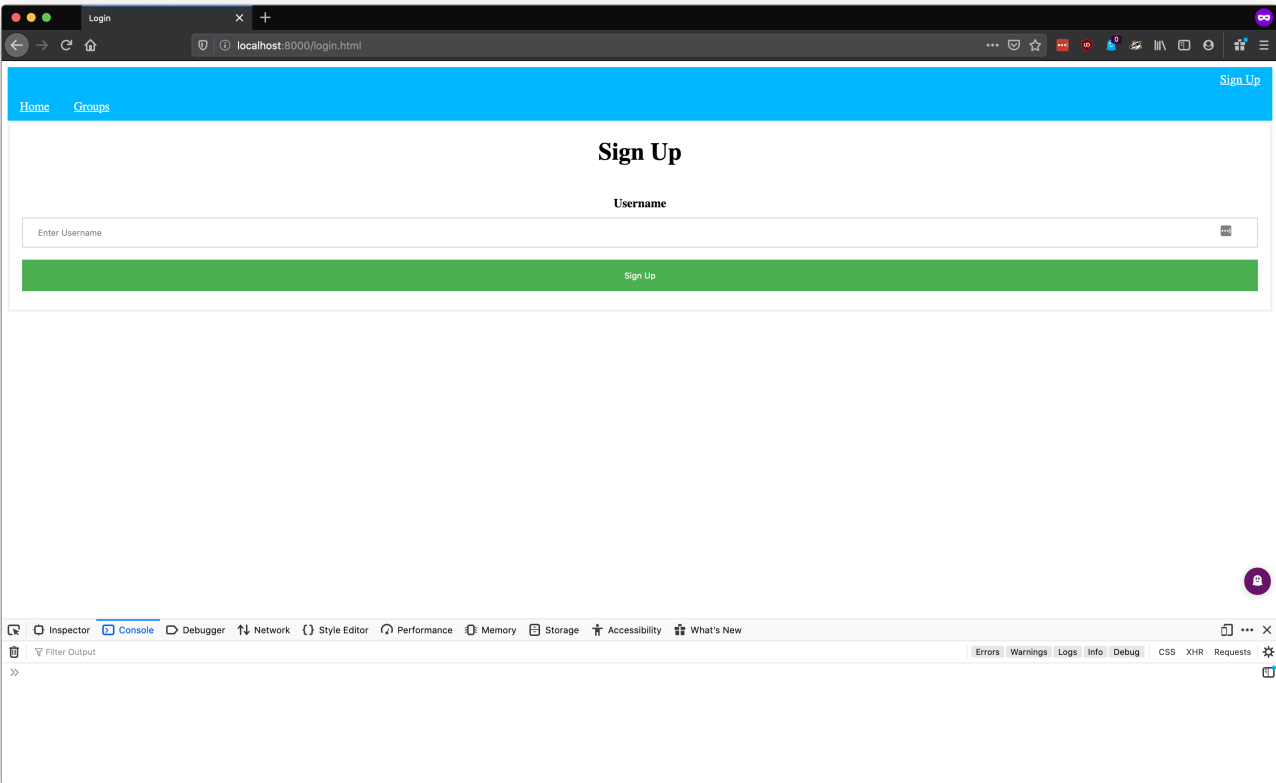 Login
localhost:8000/login.html
0
Sign Up
Home Groups
Sign Up
Username
Enter Username
Sign Up
Inspector Console Debugger Network Style Editor Performance Memory Storage Accessibility What's New
Filter Output Errors Warnings Logs Info Debug CSS XHR Requests